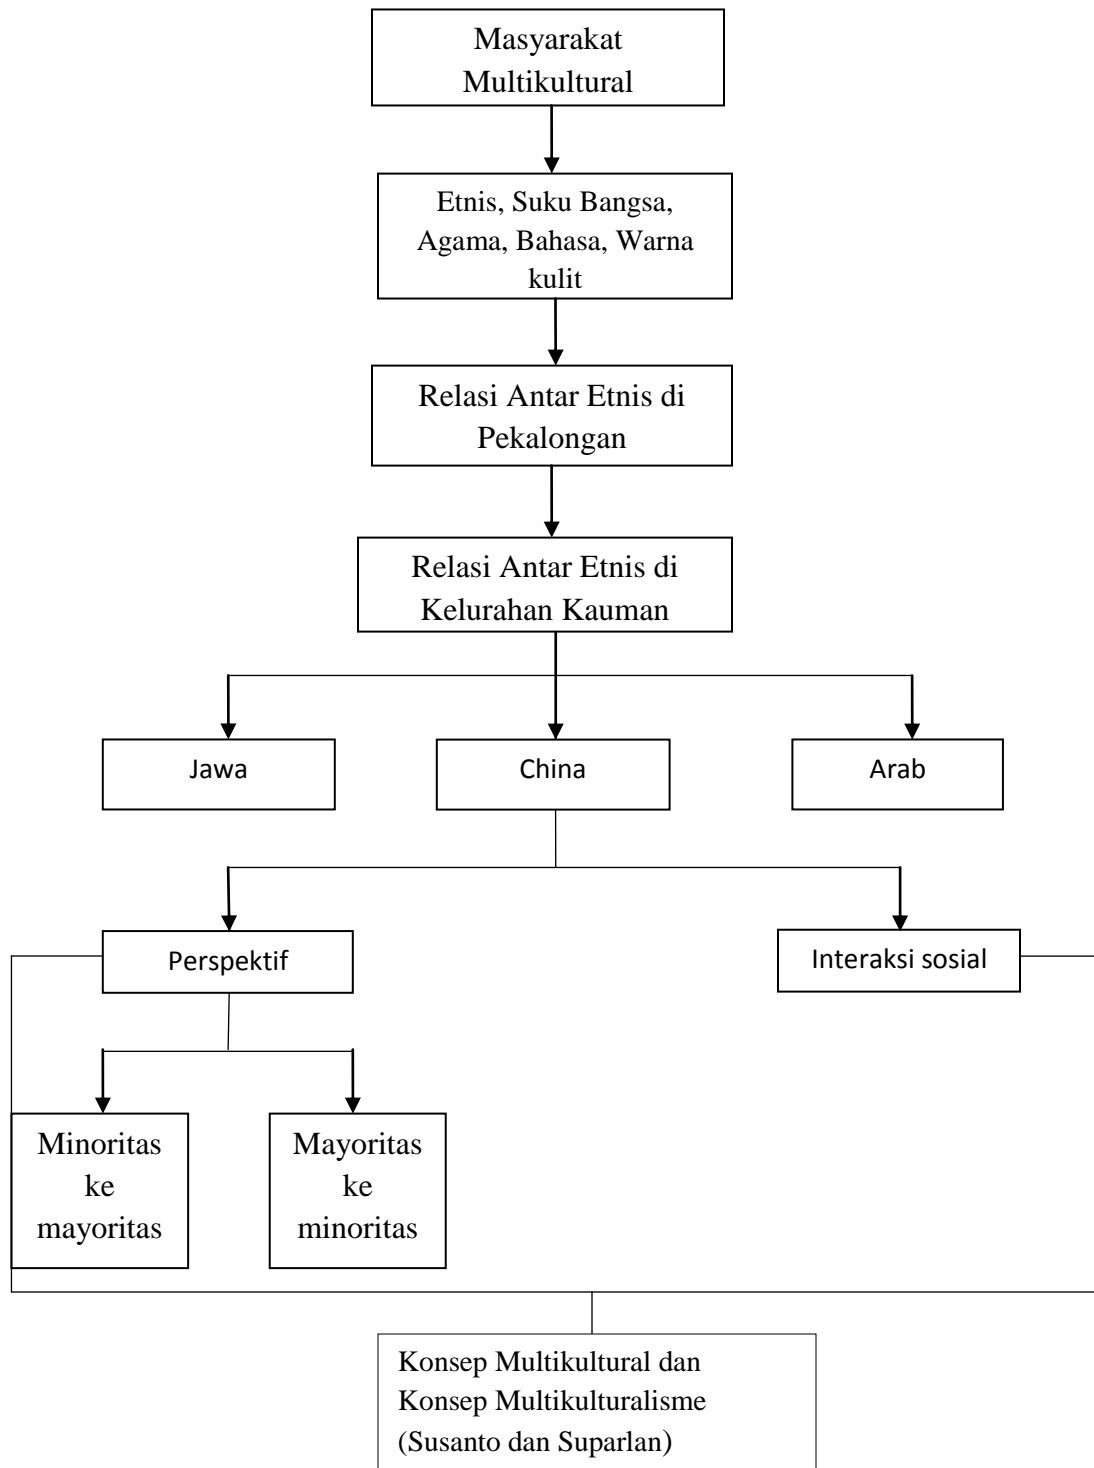 Masyarakat
Multikultural
Etnis, Suku Bangsa,
Agama, Bahasa, Warna
kulit
Relasi Antar Etnis di
Pekalongan
Relasi Antar Etnis di
Kelurahan Kauman
Jawa
China
Arab
Perspektif
Interaksi sosial
Minoritas
ke
mayoritas
Mayoritas
ke
minoritas
Konsep Multikultural dan
Konsep Multikulturalisme
(Susanto dan Suparlan)